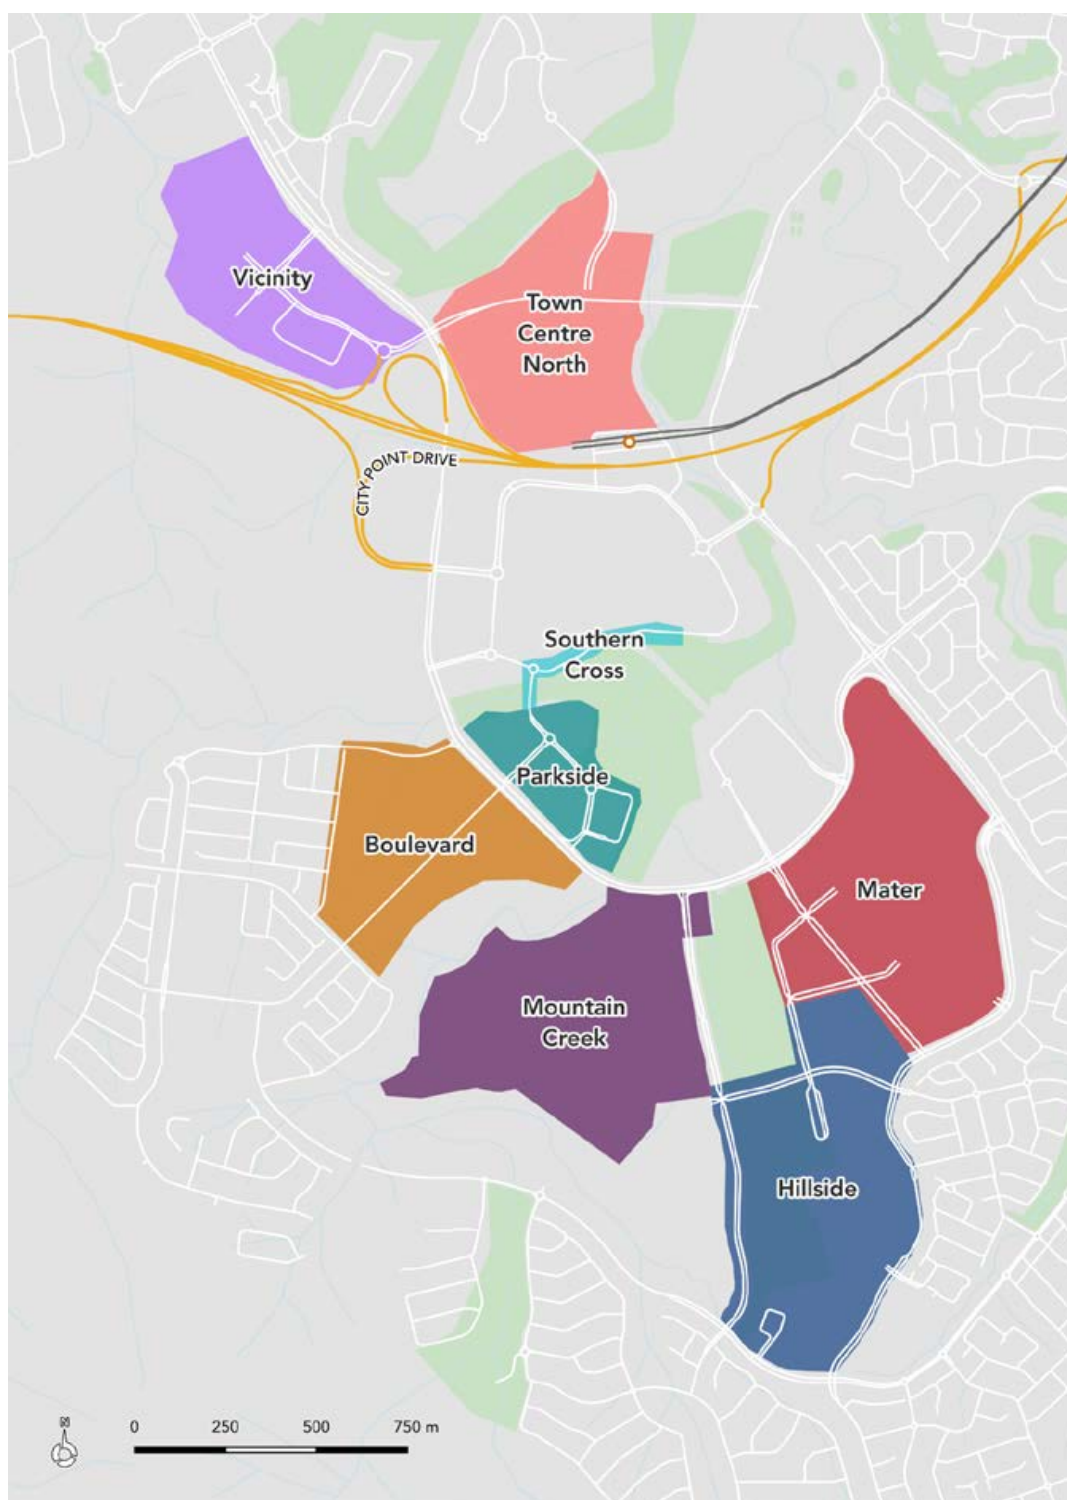 Vicinity
Town
Centre
North
CITY POINT DRIVE
Southern
Cross
Parkside
Boulevard
Mater
Mountain
Creek
Hillside
N
0 250 500 750 m